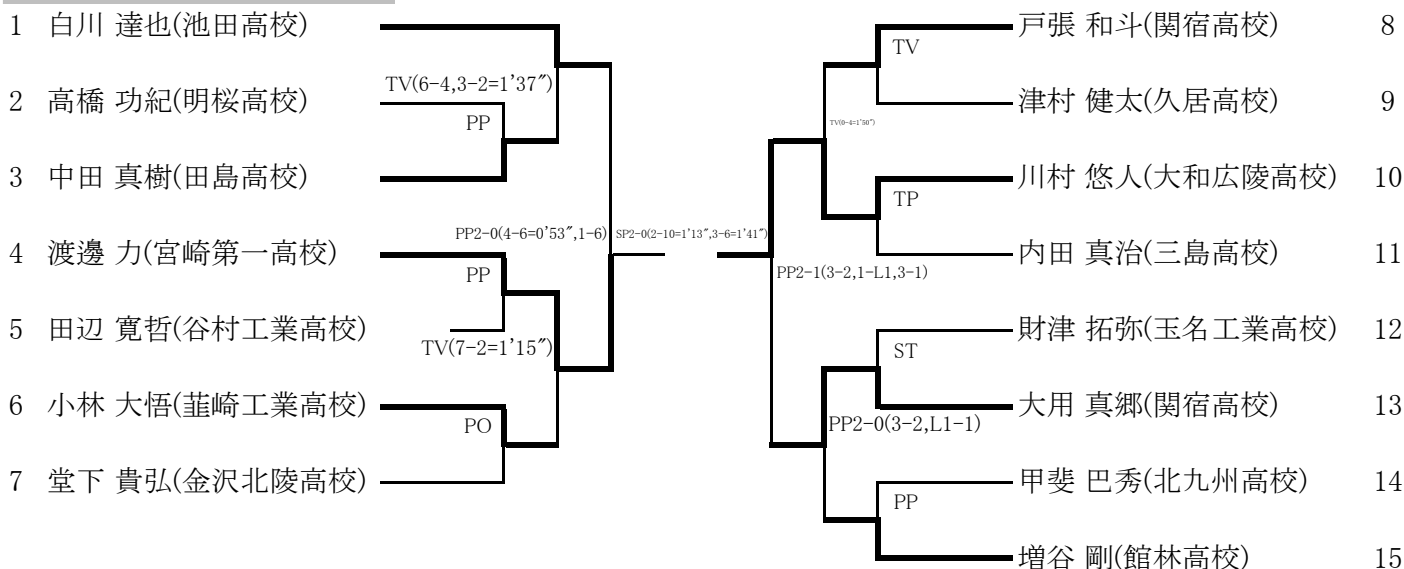 1 白川 達也(池田高校)
TV(6-4,3-2=1'37″)
2 高橋 功紀(明桜高校)
PP
3 中田 真樹(田島高校)
PP2-0(4-6=0'53″,1-6)
4 渡邊 力(宮崎第一高校)
PP
5 田辺 寛哲(谷村工業高校)
TV(7-2=1'15″)
6 小林 大悟(韮崎工業高校)
PO
7 堂下 貴弘(金沢北陵高校)
SP2-0(2-10=1'13″,3-6=1'41″)
戸張 和斗(関宿高校) 8
TV
津村 健太(久居高校) 9
TV(0-4=1'50″)
川村 悠人(大和広陵高校) 10
TP
内田 真治(三島高校) 11
PP2-1(3-2,1-L1,3-1)
財津 拓弥(玉名工業高校) 12
ST
大用 真郷(関宿高校) 13
PP2-0(3-2,L1-1)
甲斐 巴秀(北九州高校) 14
PP
増谷 剛(館林高校) 15